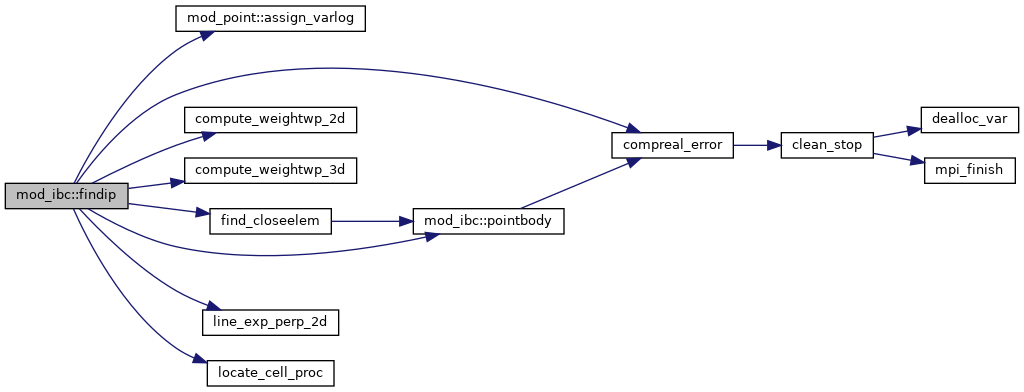 mod_point::assign_varlog
compute_weightwp_2d
dealloc_var
compreal_error
clean_stop
compute_weightwp_3d
mpi_finish
mod_ibc::findip
find_closeelem
mod_ibc::pointbody
line_exp_perp_2d
locate_cell_proc